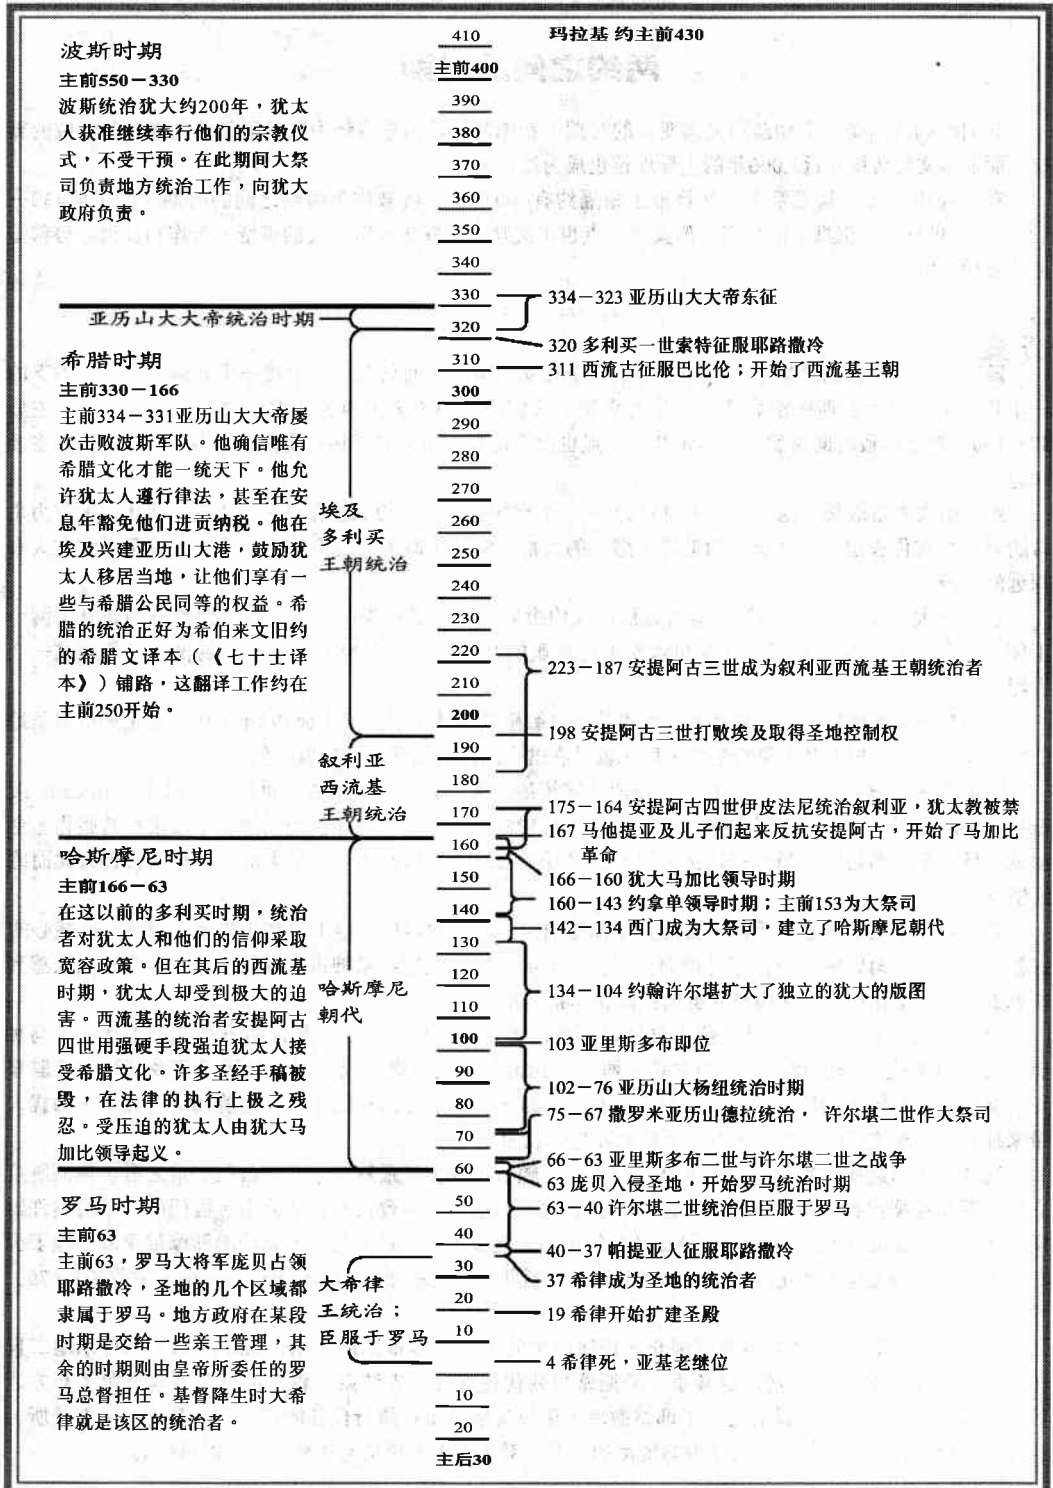 波斯时期
主前550－330
波斯统治犹大约200年，犹太
人获准继续奉行他们的宗教仪
式，不受干预。在此期间大祭
司负责地方统治工作，向犹大
政府负责。
亚历山大大帝统治时期
希腊时期
主前330－166
主前334－331亚历山大大帝屡
次击败波斯军队。他确信唯有
希腊文化才能一统天下。他允
许犹太人遵行律法，甚至在安
息年豁免他们进贡纳税。他在
埃及兴建亚历山大港，鼓励犹
太人移居当地，让他们享有一
些与希腊公民同等的权益。希
腊的统治正好为希伯来文旧约
的希腊文译本（《七十士译
本》）铺路，这翻译工作约在
主前250开始。
哈斯摩尼时期
主前166－63
在这以前的多利买时期，统治
者对犹太人和他们的信仰采取
宽容政策。但在其后的西流基
时期，犹太人却受到极大的迫
害。西流基的统治者安提阿古
四世用强硬手段强迫犹太人接
受希腊文化。许多圣经手稿被
毁，在法律的执行上极之残
忍。受压迫的犹太人由犹大马
加比领导起义。
罗马时期
主前63
主前63，罗马大将军庞贝占领
耶路撒冷，圣地的几个区域都
隶属于罗马。地方政府在某段
时期是交给一些亲王管理，其
余的时期则由皇帝所委任的罗
马总督担任。基督降生时大希
律就是该区的统治者。
埃及
多利买
王朝统治
叙利亚
西流基
王朝统治
哈斯摩尼
朝代
大希律
王统治；
臣服于罗马
410
主前400
390
380
370
360
350
340
330
320
310
300
290
280
270
260
250
240
230
220
210
200
190
180
170
160
150
140
130
120
110
100
90
80
70
60
50
40
30
20
10
10
20
主后30
玛拉基 约主前430
334－323 亚历山大大帝东征
320 多利买一世索特征服耶路撒冷
311 西流古征服巴比伦；开始了西流基王朝
223－187 安提阿古三世成为叙利亚西流基王朝统治者
198 安提阿古三世打败埃及取得圣地控制权
175－164 安提阿古四世伊皮法尼统治叙利亚，犹太教被禁
167 马他提亚及儿子们起来反抗安提阿古，开始了马加比
革命
166－160 犹大马加比领导时期
160－143 约拿单领导时期；主前153为大祭司
142－134 西门成为大祭司，建立了哈斯摩尼朝代
134－104 约翰许尔堪扩大了独立的犹大的版图
103 亚里斯多布即位
102－76 亚历山大杨纽统治时期
75－67 撒罗米亚历山德拉统治， 许尔堪二世作大祭司
66－63 亚里斯多布二世与许尔堪二世之战争
63 庞贝入侵圣地，开始罗马统治时期
63－40 许尔堪二世统治但臣服于罗马
40－37 帕提亚人征服耶路撒冷
37 希律成为圣地的统治者
19 希律开始扩建圣殿
4 希律死，亚基老继位